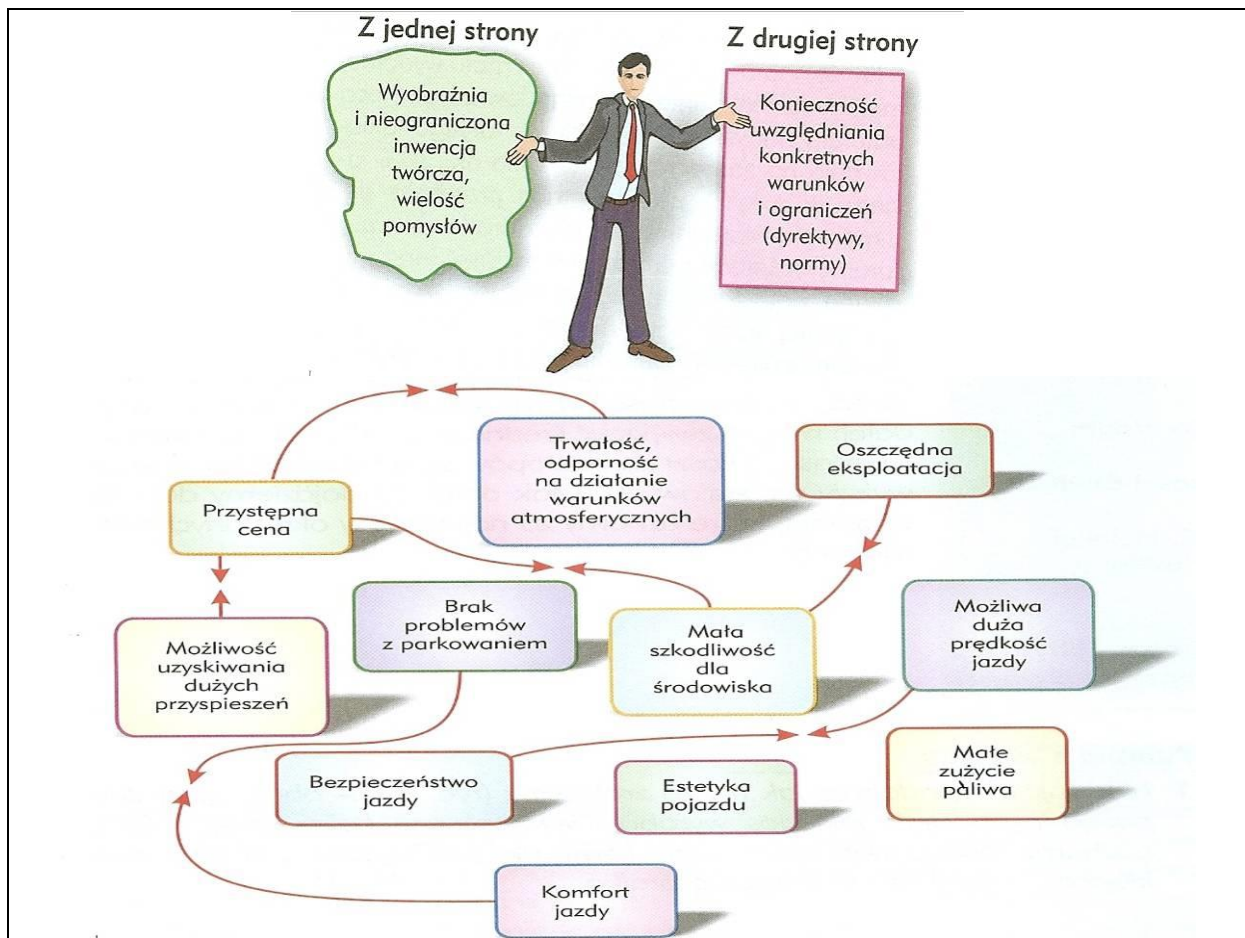 Z jednej strony
Z drugiej strony
Wyobraźnia
i nieograniczona
inwencja
twórcza,
wielość
pomysłów
Konieczność
uwzględniania
konkretnych
warunków
i ograniczeń
(dyrektywy,
normy)
Trwałość,
odporność
na działanie
warunków
atmosferycznych
Oszczędna
eksploatacja
Przystępna
cena
Możliwość
uzyskiwania
dużych
przyspieszeń
Brak
problemów
z parkowaniem
Mała
szkodliwość
dla
środowiska
Możliwa
duża
prędkość
jazdy
Bezpieczeństwo
jazdy
Estetyka
pojazdu
Małe
zużycie
paliwa
Komfort
jazdy